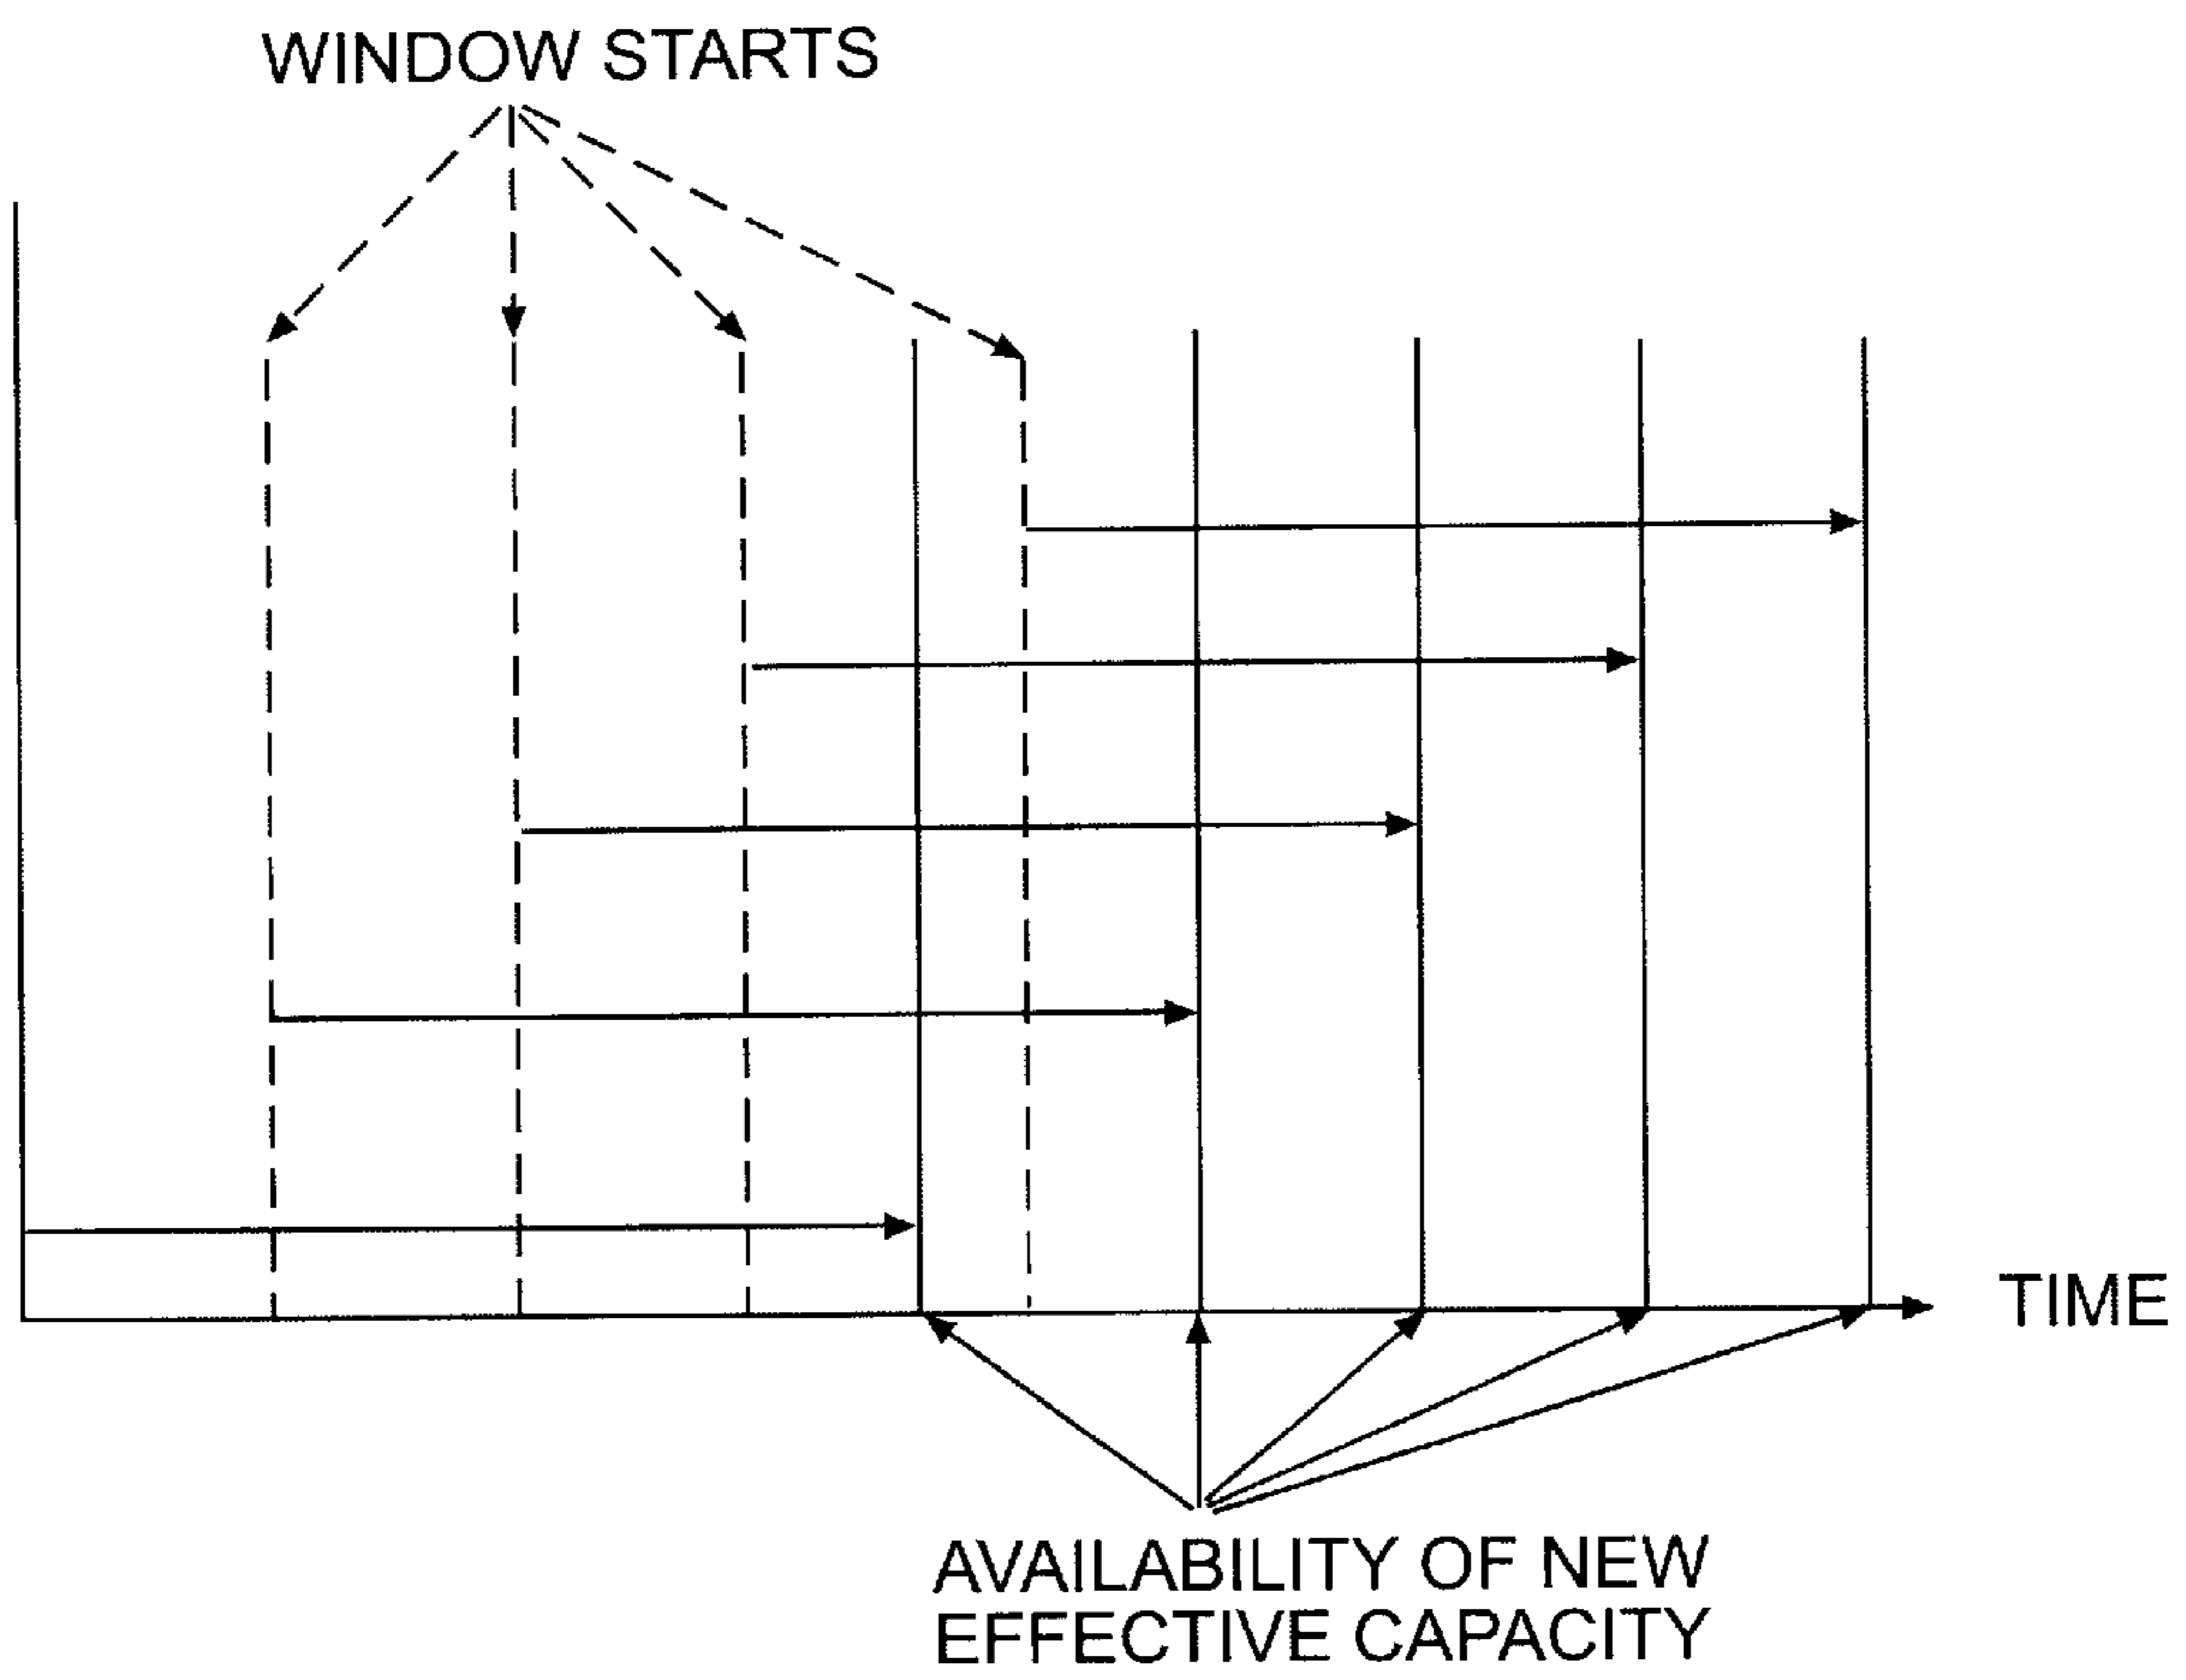 WINDOW STARTS
TIME
AVAILABILITY OF NEW
EFFECTIVE CAPACITY